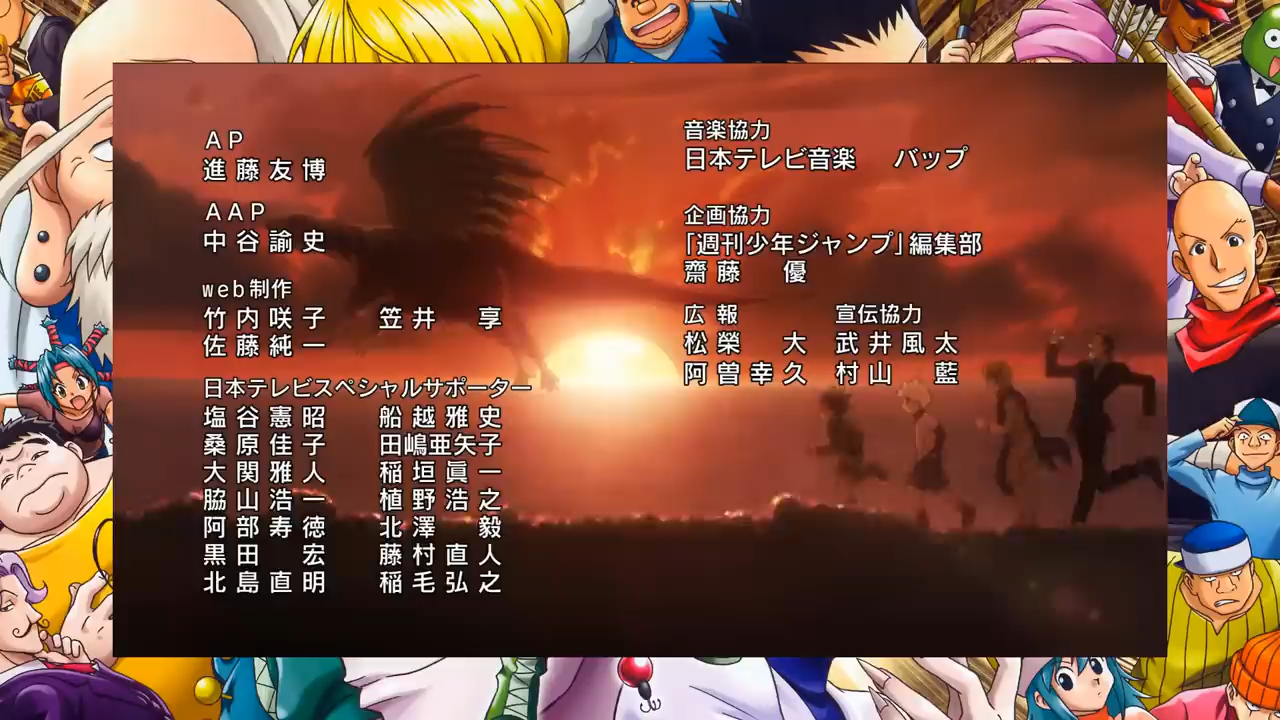 AP
進藤友博
AAP
中谷諭史
web制作
竹内咲子 笠井 享
佐藤純一
日本テレビスペシャルサポーター
塩谷憲昭 船越雅史
桑原佳子 田嶋亜矢子
大関雅人 稲垣眞一
脇山浩一 植野浩之
阿部寿徳 北澤 毅
黒田 宏 藤村直人
北島直明 稲毛弘之
音楽協力
日本テレビ音楽 バップ
企画協力
「週刊少年ジャンプ」編集部
齋藤 優
広報 宣伝協力
松榮 大 武井風太
阿曽幸久 村山 藍